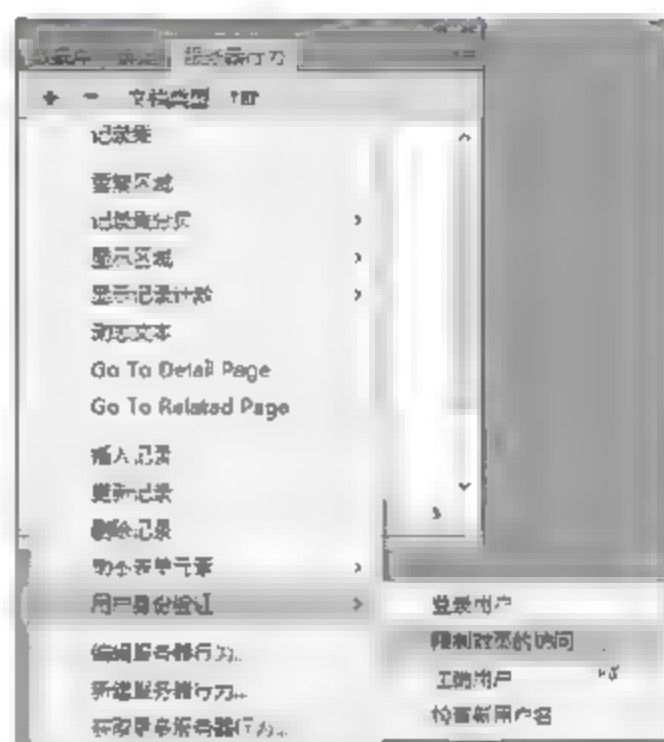 数据库 绑定 服务器行为
+ - 文档类型
记录集
重复区域
记录集分页
显示区域
显示记录计数
动态文本
Go To Detail Page
Go To Related Page
插入记录
更新记录
删除记录
动态表单元素
用户身份验证
登录用户
限制对页的访问
用户
检查新用户名
编辑服务器行为...
新建服务器行为...
获取更多服务器行为...